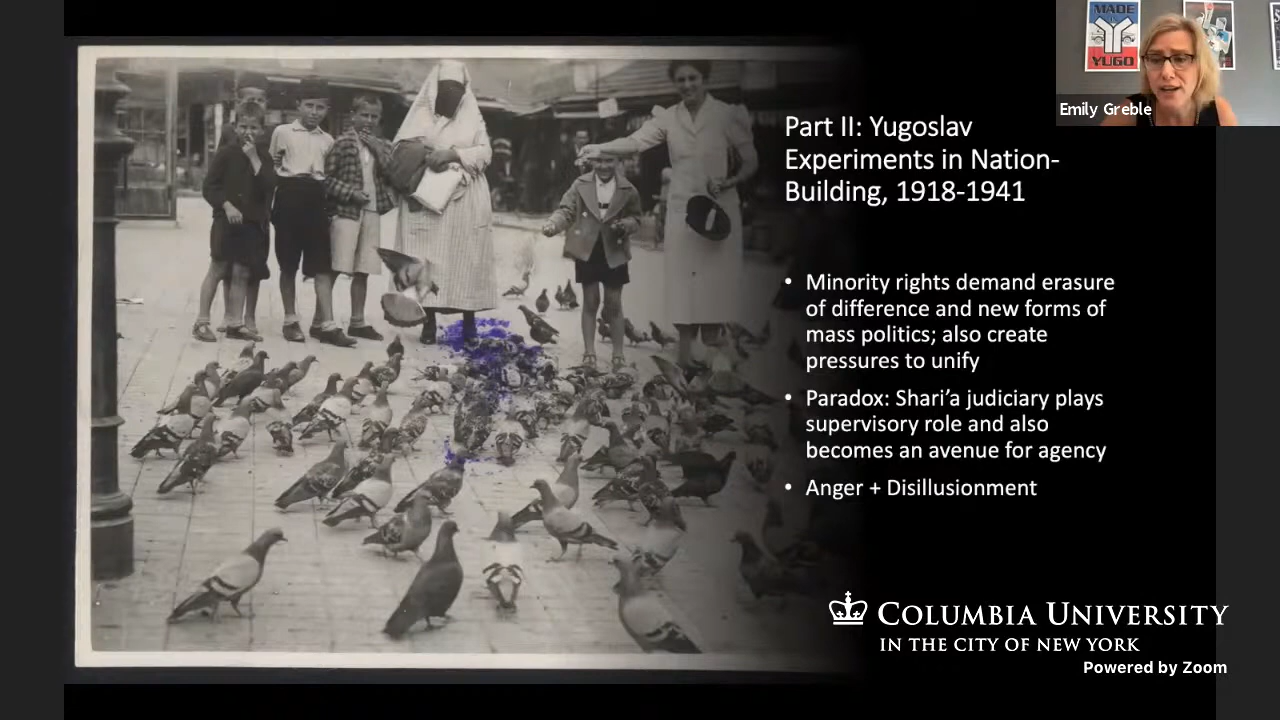 MADE
IN
YUGO
Emily Greble
Part II: Yugoslav
Experiments in Nation-
Building, 1918-1941
• Minority rights demand erasure
of difference and new forms of
mass politics; also create
pressures to unify
• Paradox: Shari’a judiciary plays
supervisory role and also
becomes an avenue for agency
• Anger + Disillusionment
COLUMBIA UNIVERSITY
IN THE CITY OF NEW YORK
Powered by Zoom